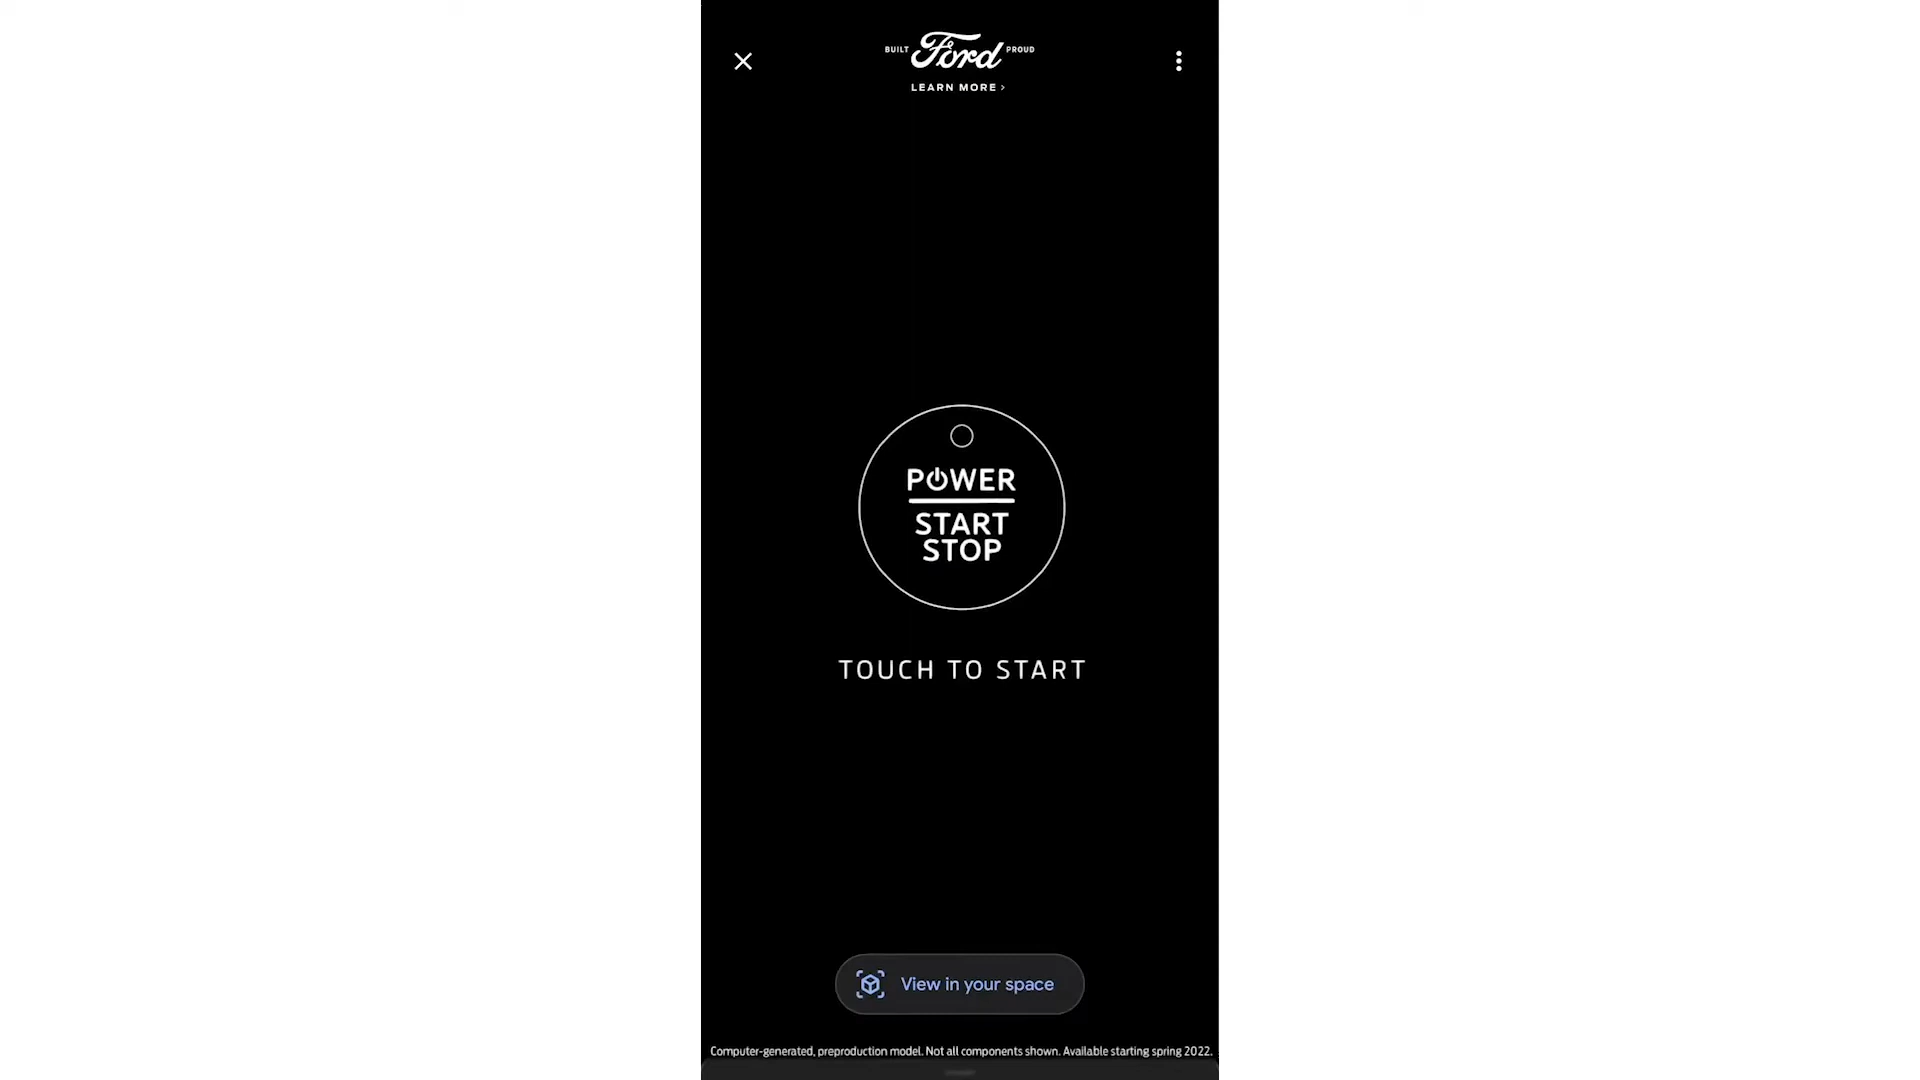 BUILT Ford PROUD
LEARN MORE >
POWER
START
STOP
TOUCH TO START
View in your space
Computer-generated, preproduction model. Not all components shown. Available starting spring 2022.